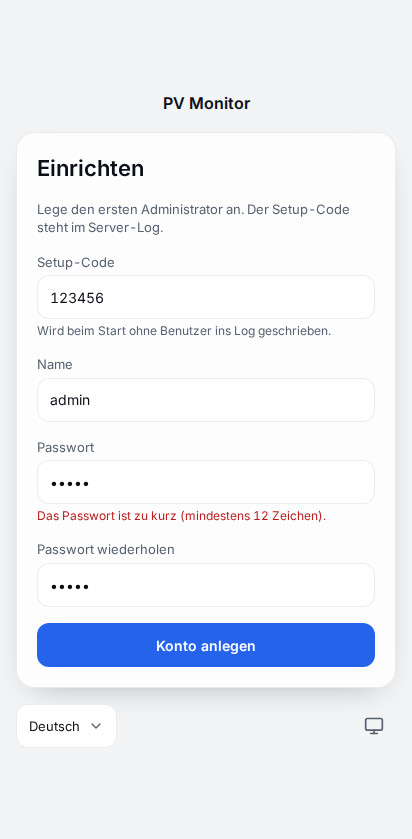 PV Monitor
Einrichten
Lege den ersten Administrator an. Der Setup-Code
steht im Server-Log.
Setup-Code
123456
Wird beim Start ohne Benutzer ins Log geschrieben.
Name
admin
Passwort
•••••
Das Passwort ist zu kurz (mindestens 12 Zeichen).
Passwort wiederholen
•••••
Konto anlegen
Deutsch